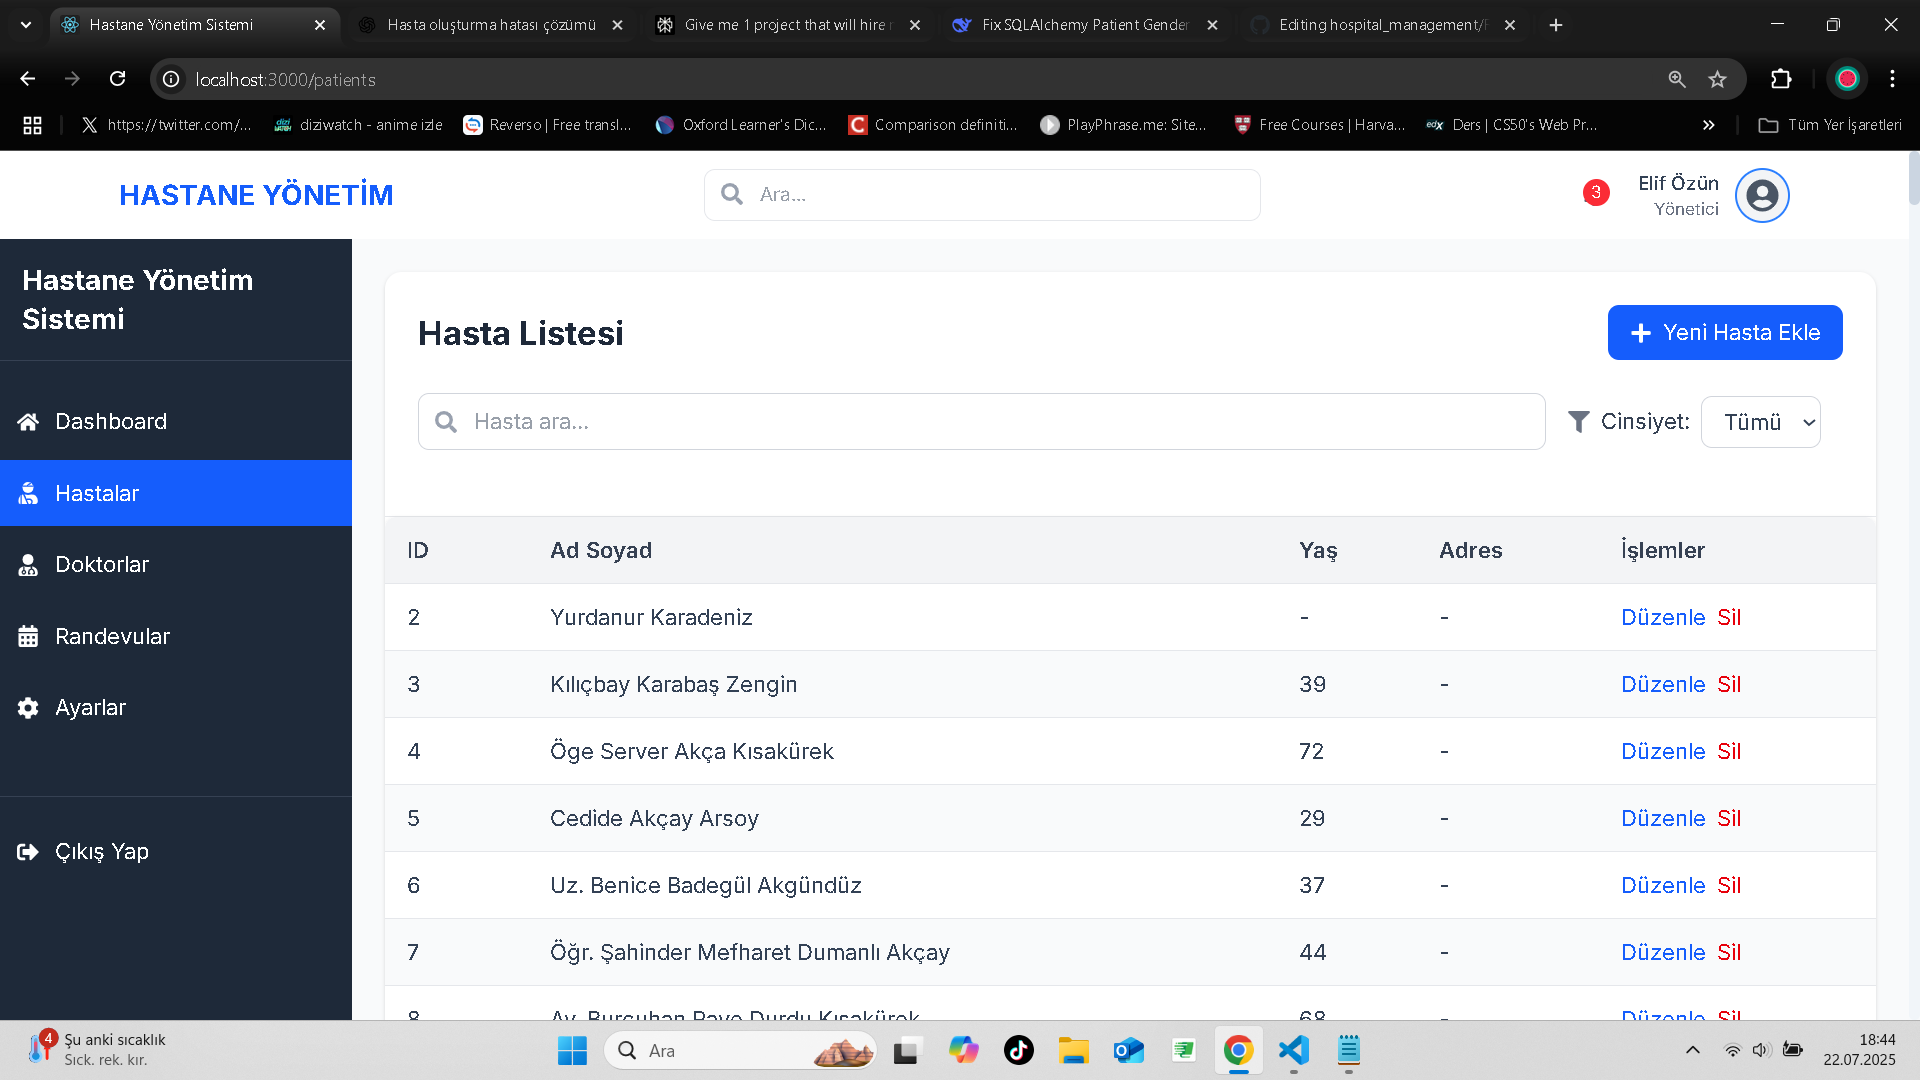 Hastane Yönetim Sistemi
Hasta oluşturma hatası çözümü
Give me 1 project that will hire
Fix SQLAlchemy Patient Gender
Editing hospital_management/
localhost:3000/patients
https://twitter.com/...
diziwatch - anime izle
Reverso | Free transl...
Oxford Learner's Dic...
Comparison definiti...
PlayPhrase.me: Site...
Free Courses | Harva...
edX
Ders | CS50's Web Pr...
»
Tüm Yer İşaretleri
HASTANE YÖNETİM
Ara...
3
Elif Özün
Yönetici
Hastane Yönetim
Sistemi
Dashboard
Hastalar
Doktorlar
Randevular
Ayarlar
Çıkış Yap
Hasta Listesi
Yeni Hasta Ekle
Hasta ara...
Cinsiyet:
Tümü
ID Ad Soyad Yaş Adres İşlemler
2 Yurdanur Karadeniz - - Düzenle Sil
3 Kılıçbay Karabaş Zengin 39 - Düzenle Sil
4 Öge Server Akça Kısakürek 72 - Düzenle Sil
5 Cedide Akçay Arsoy 29 - Düzenle Sil
6 Uz. Benice Badegül Akgündüz 37 - Düzenle Sil
7 Öğr. Şahinder Mefharet Dumanlı Akçay 44 - Düzenle Sil
8 Av. Burcuhan Paye Durdu Kısakürek 68 - Düzenle Sil
4
Şu anki sıcaklık
Sıck. rek. kır.
Ara
18:44
22.07.2025